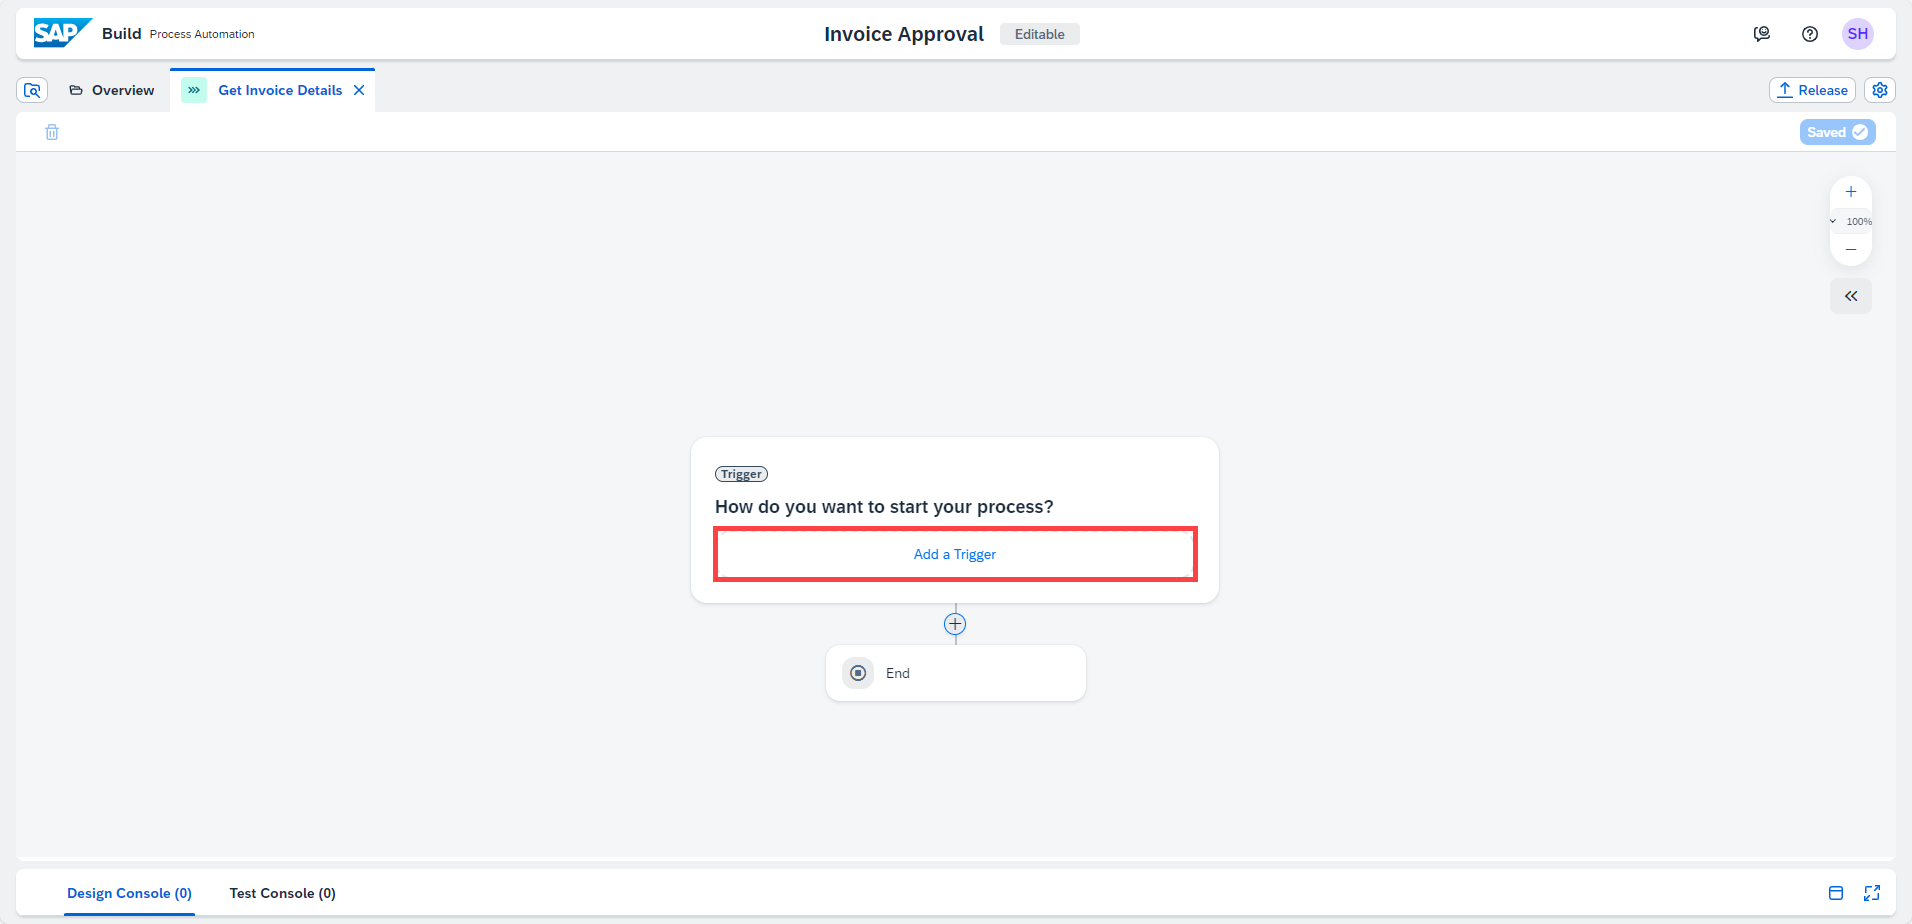 SAP Build Process Automation
Invoice Approval Editable
SH
Overview
Get Invoice Details
Release
Saved
100%
Trigger
How do you want to start your process?
Add a Trigger
End
Design Console (0)
Test Console (0)